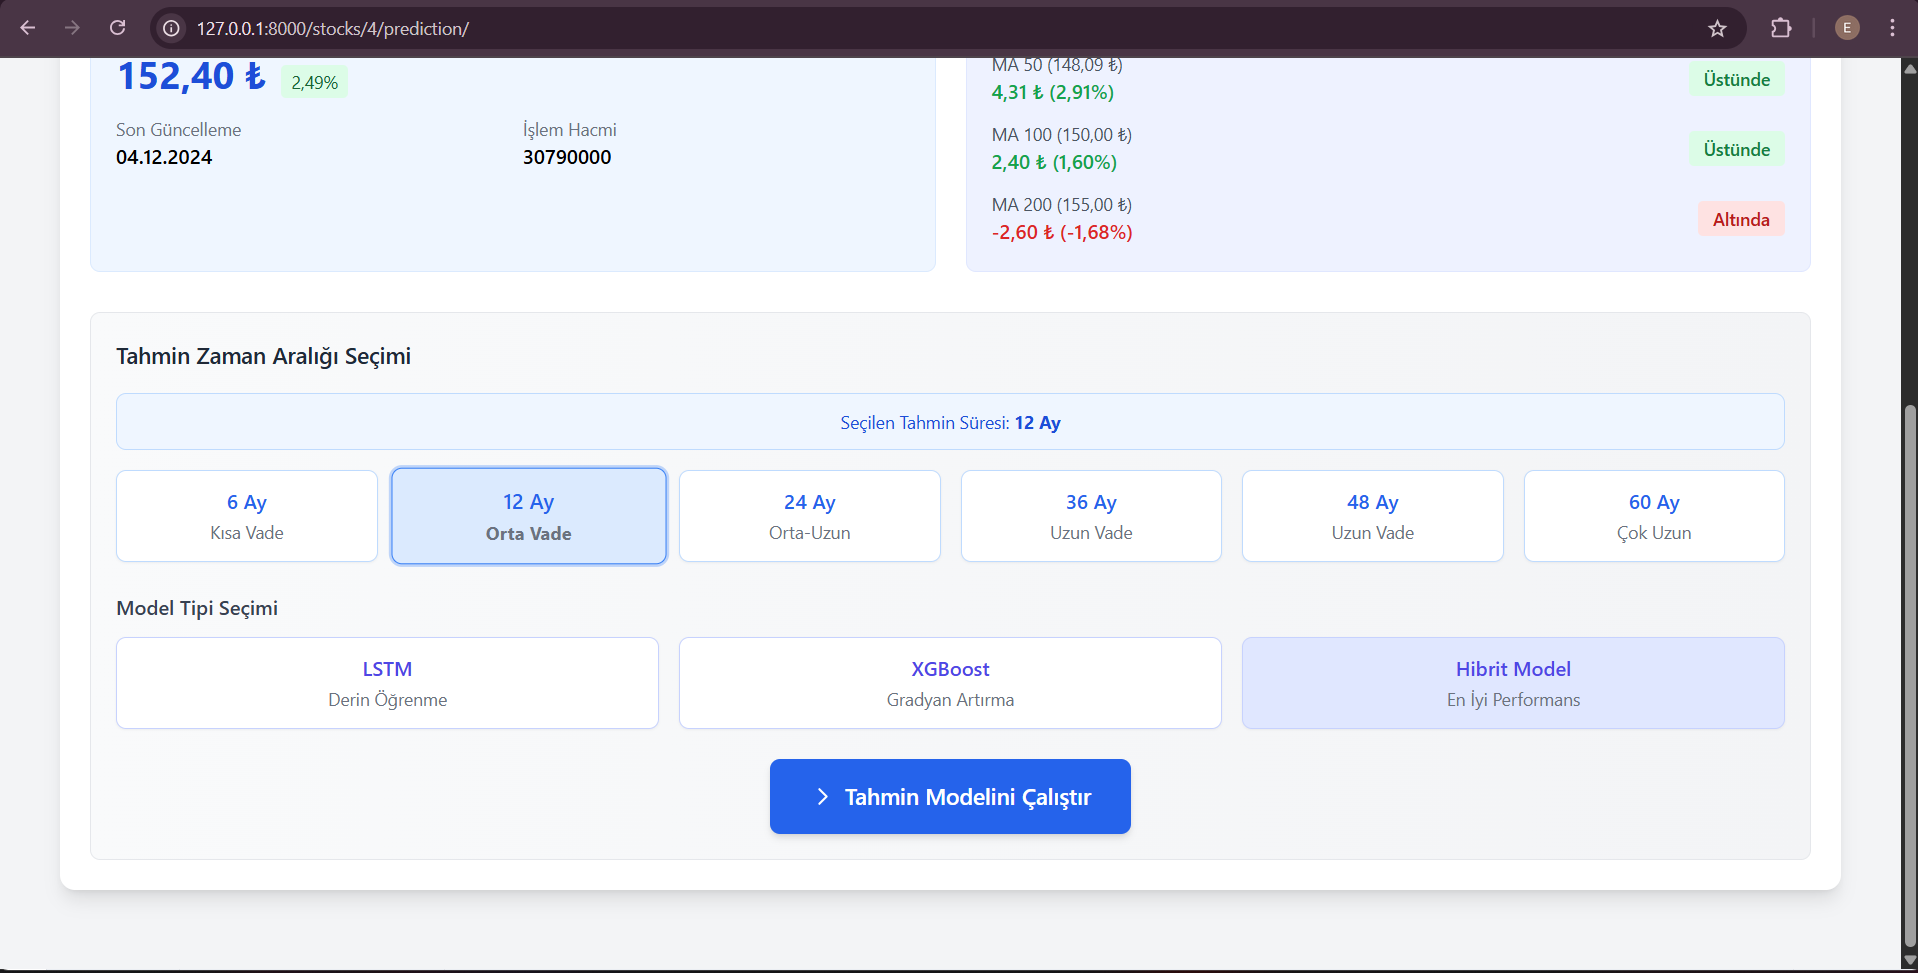 127.0.0.1:8000/stocks/4/prediction/
E
152,40 ₺ 2,49%
Son Güncelleme
04.12.2024
İşlem Hacmi
30790000
MA 50 (148,09 ₺)
4,31 ₺ (2,91%)
Üstünde
MA 100 (150,00 ₺)
2,40 ₺ (1,60%)
Üstünde
MA 200 (155,00 ₺)
-2,60 ₺ (-1,68%)
Altında
Tahmin Zaman Aralığı Seçimi
Seçilen Tahmin Süresi: 12 Ay
6 Ay
Kısa Vade
12 Ay
Orta Vade
24 Ay
Orta-Uzun
36 Ay
Uzun Vade
48 Ay
Uzun Vade
60 Ay
Çok Uzun
Model Tipi Seçimi
LSTM
Derin Öğrenme
XGBoost
Gradyan Artırma
Hibrit Model
En İyi Performans
Tahmin Modelini Çalıştır